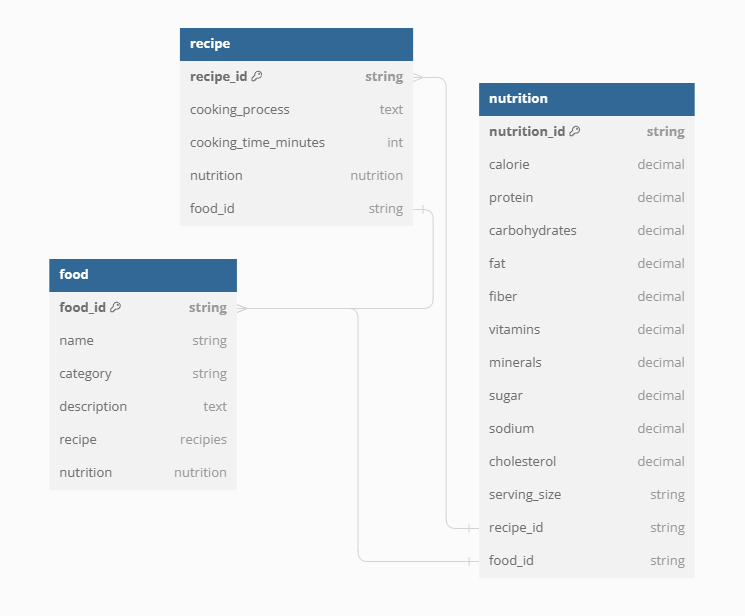 recipe
recipe_id string
cooking_process text
cooking_time_minutes int
nutrition nutrition
food_id string
food
food_id string
name string
category string
description text
recipe recipies
nutrition nutrition
nutrition
nutrition_id string
calorie decimal
protein decimal
carbohydrates decimal
fat decimal
fiber decimal
vitamins decimal
minerals decimal
sugar decimal
sodium decimal
cholesterol decimal
serving_size string
recipe_id string
food_id string